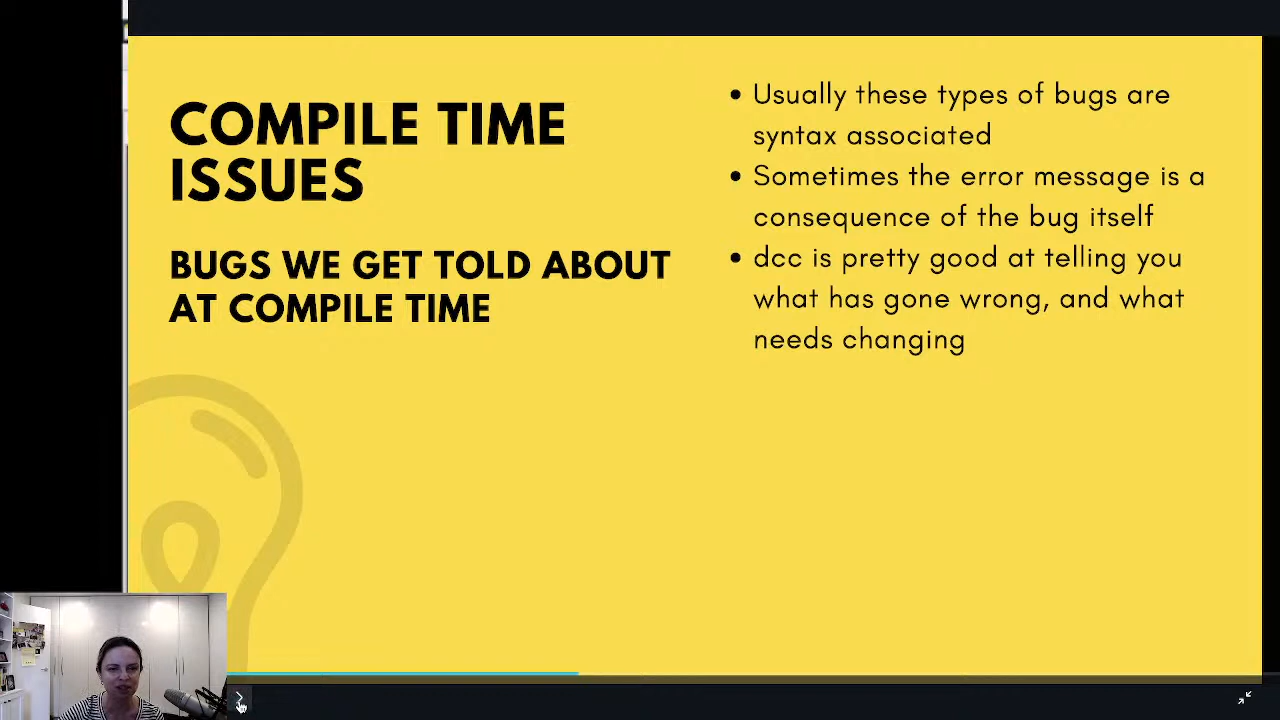 COMPILE TIME
ISSUES
BUGS WE GET TOLD ABOUT
AT COMPILE TIME
• Usually these types of bugs are
syntax associated
• Sometimes the error message is a
consequence of the bug itself
• dcc is pretty good at telling you
what has gone wrong, and what
needs changing